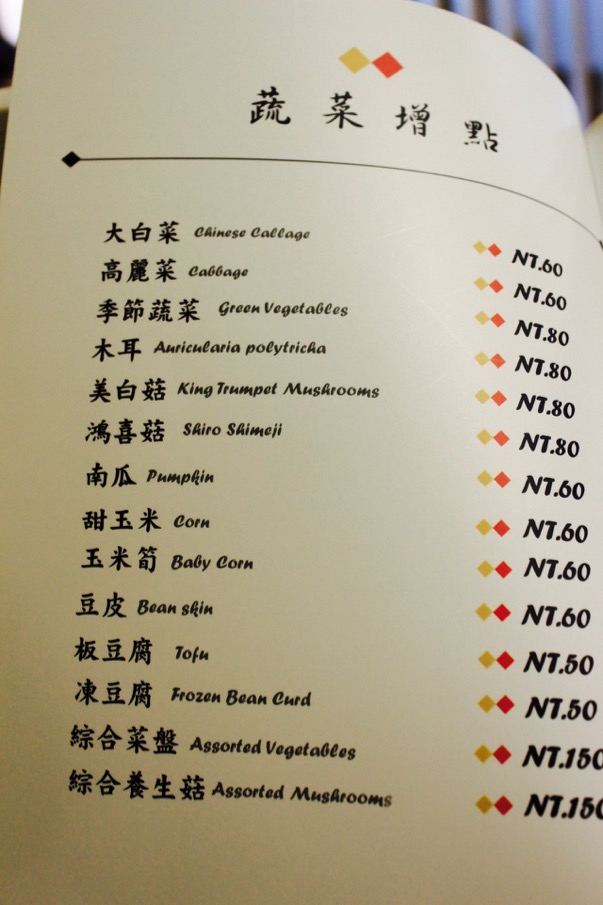 蔬菜增點
大白菜 Chinese Callage NT.60
高麗菜 Cabbage NT.60
季節蔬菜 Green Vegetables NT.80
木耳 Auricularia polytricha NT.80
美白菇 King Trumpet Mushrooms NT.80
鴻喜菇 Shiro Shimeji NT.80
南瓜 Pumpkin NT.60
甜玉米 Corn NT.60
玉米筍 Baby Corn NT.60
豆皮 Bean skin NT.60
板豆腐 Tofu NT.50
凍豆腐 Frozen Bean Curd NT.50
綜合菜盤 Assorted Vegetables NT.150
綜合養生菇 Assorted Mushrooms NT.150